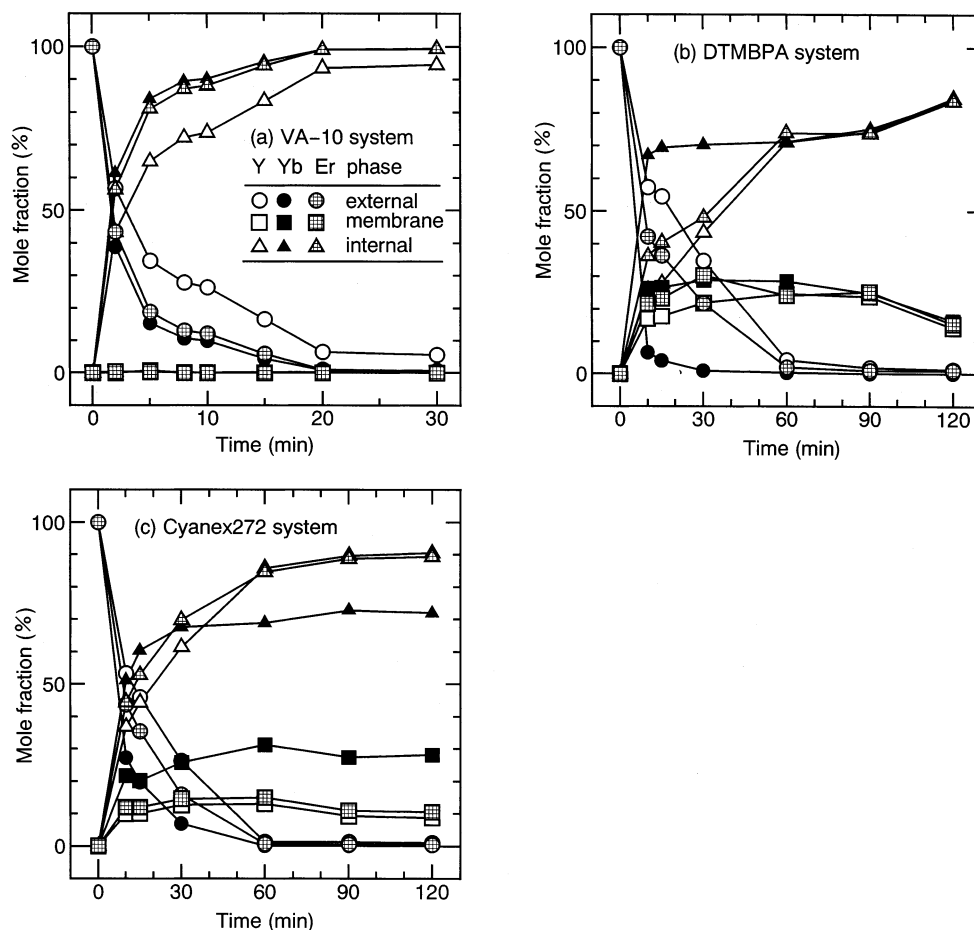 100
50
0
Mole fraction (%)
(a) VA-10 system
Y Yb Er phase
external
membrane
internal
0 10 20 30
Time (min)
100
50
0
Mole fraction (%)
(b) DTMBPA system
0 30 60 90 120
Time (min)
100
50
0
Mole fraction (%)
(c) Cyanex272 system
0 30 60 90 120
Time (min)